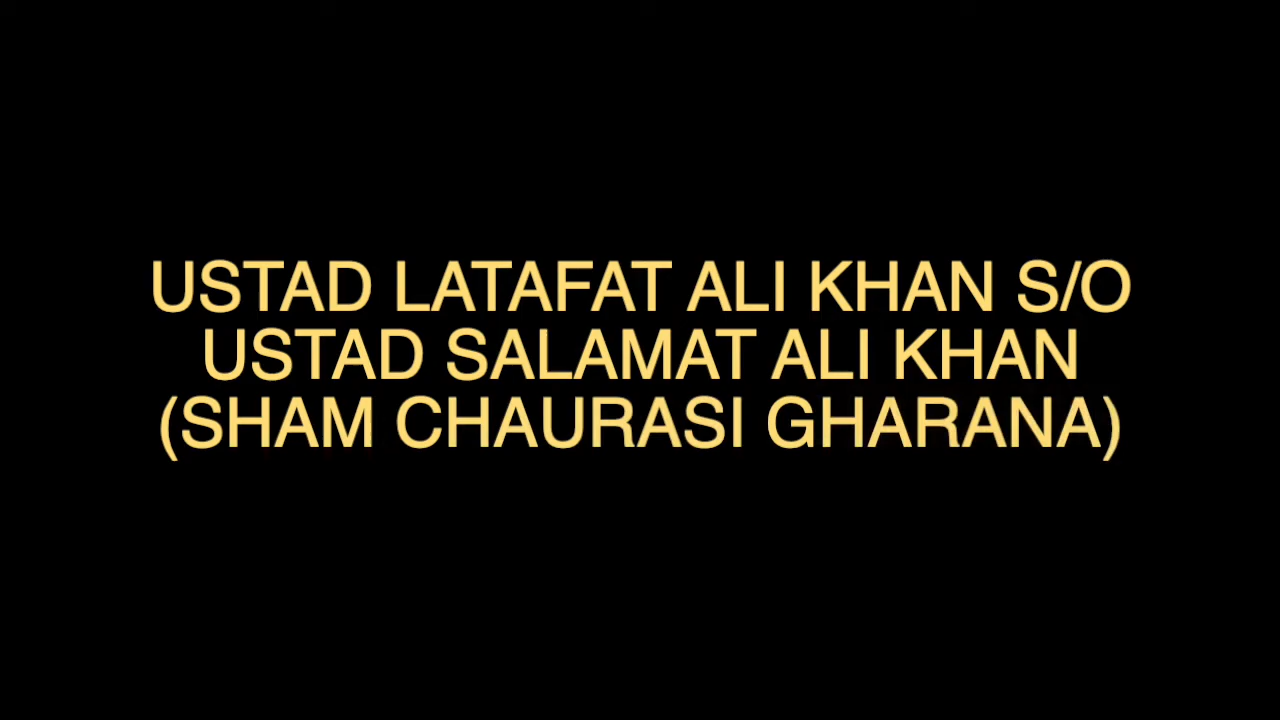 USTAD LATAFAT ALI KHAN S/O
USTAD SALAMAT ALI KHAN
(SHAM CHAURASI GHARANA)